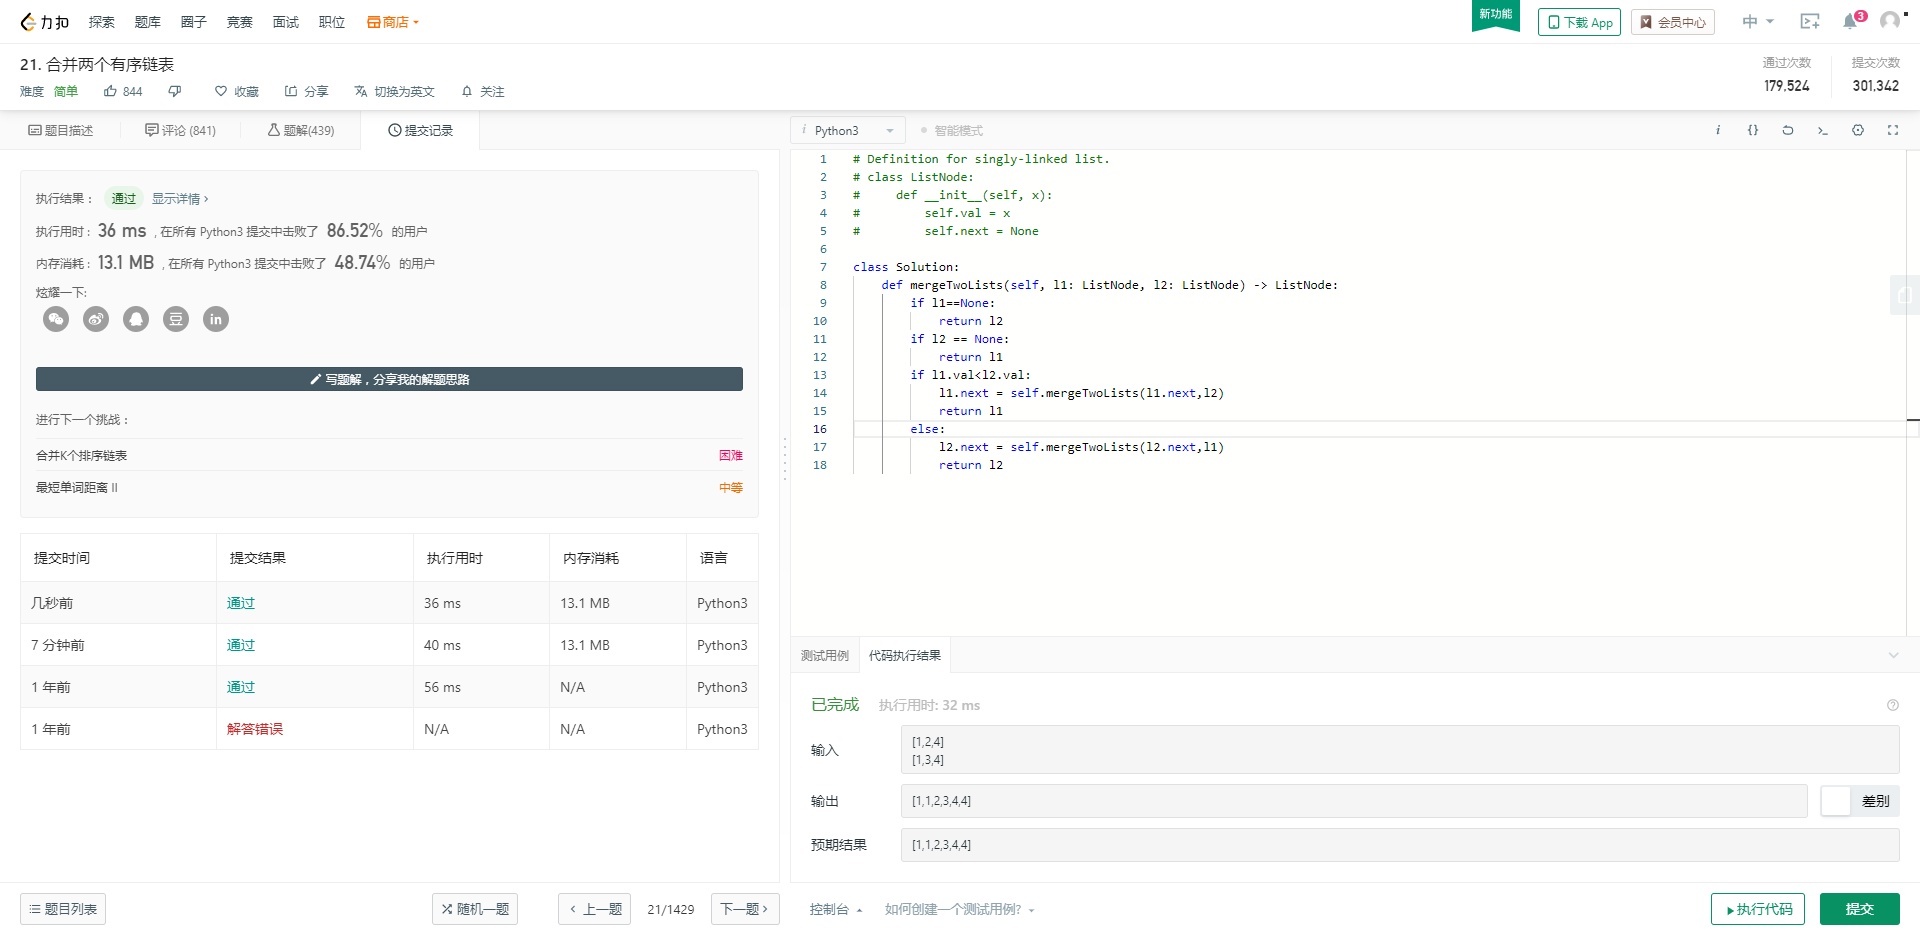 力扣 探索 题库 圈子 竞赛 面试 职位 商店 新功能 下载 App 会员中心 中 3
21. 合并两个有序链表
难度 简单 844 收藏 分享 切换为英文 关注
通过次数 提交次数
179,524 301,342
题目描述 评论 (841) 题解(439) 提交记录
执行结果： 通过 显示详情 ›
执行用时 : 36 ms , 在所有 Python3 提交中击败了 86.52% 的用户
内存消耗 : 13.1 MB , 在所有 Python3 提交中击败了 48.74% 的用户
炫耀一下:
in
写题解，分享我的解题思路
进行下一个挑战：
合并K个排序链表 困难
最短单词距离 II 中等
提交时间 提交结果 执行用时 内存消耗 语言
几秒前 通过 36 ms 13.1 MB Python3
7 分钟前 通过 40 ms 13.1 MB Python3
1 年前 通过 56 ms N/A Python3
1 年前 解答错误 N/A N/A Python3
题目列表 随机一题 ‹ 上一题 21/1429 下一题 ›
i Python3 智能模式 i {} >_
1 # Definition for singly-linked list.
2 # class ListNode:
3 #     def __init__(self, x):
4 #         self.val = x
5 #         self.next = None
6
7 class Solution:
8     def mergeTwoLists(self, l1: ListNode, l2: ListNode) -> ListNode:
9         if l1==None:
10             return l2
11         if l2 == None:
12             return l1
13         if l1.val<l2.val:
14             l1.next = self.mergeTwoLists(l1.next,l2)
15             return l1
16         else:
17             l2.next = self.mergeTwoLists(l2.next,l1)
18             return l2
测试用例 代码执行结果
已完成 执行用时: 32 ms
输入 [1,2,4]
[1,3,4]
输出 [1,1,2,3,4,4] 差别
预期结果 [1,1,2,3,4,4]
控制台 如何创建一个测试用例? 执行代码 提交